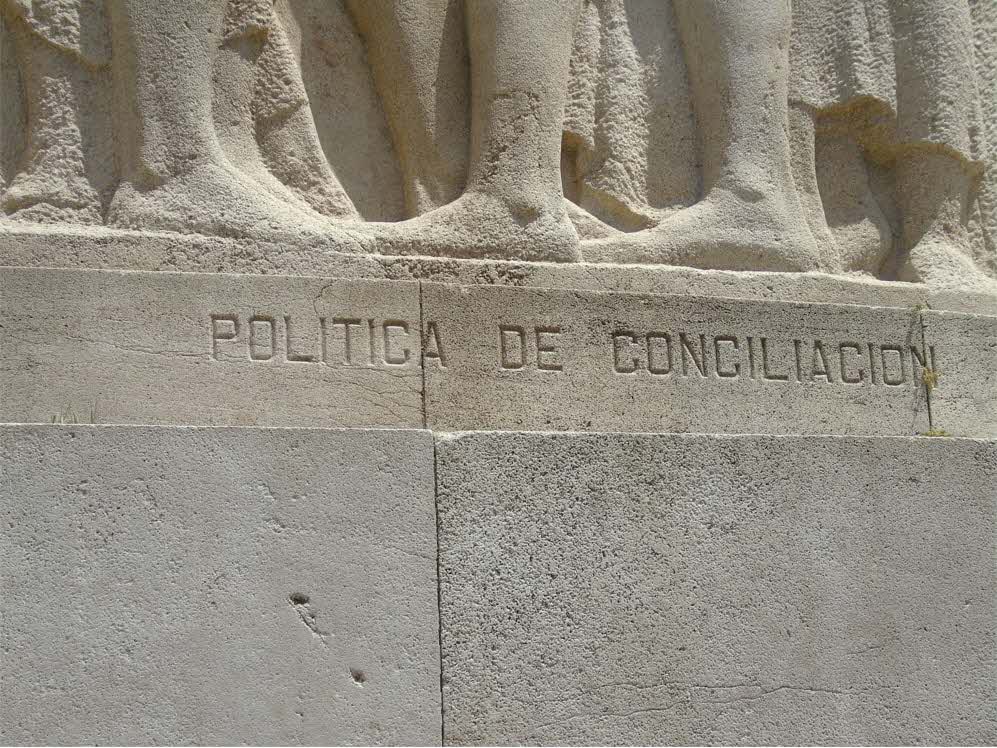 POLITICA DE CONCILIACION